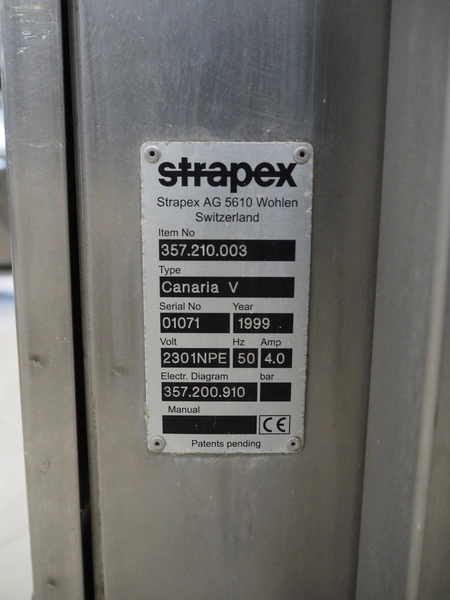 strapex
Strapex AG 5610 Wohlen
Switzerland
Item No
357.210.003
Type
Canaria V
Serial No Year
01071 1999
Volt Hz Amp
2301NPE 50 4.0
Electr. Diagram bar
357.200.910
Manual
CE
Patents pending